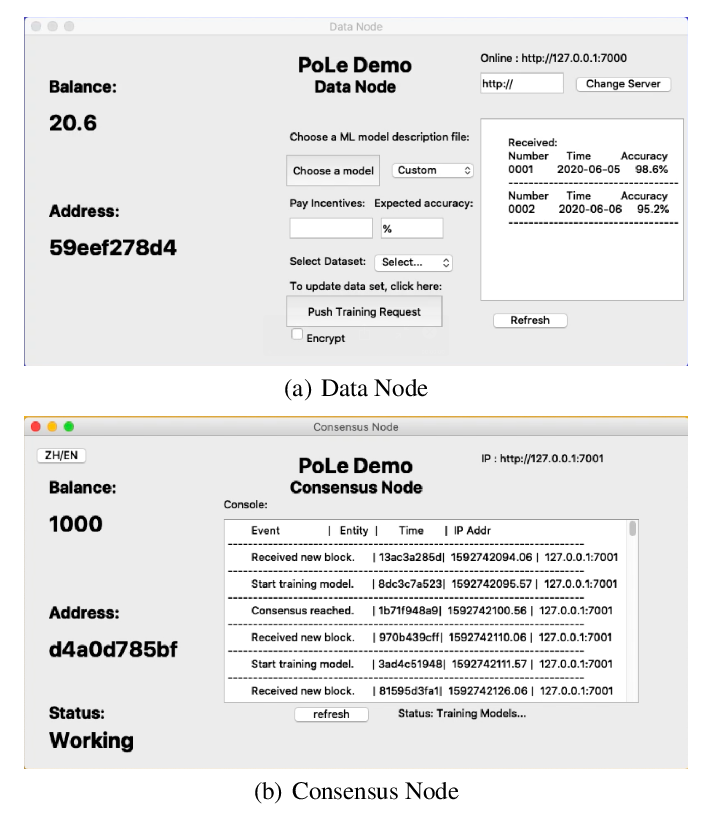 Data Node
PoLe Demo
Data Node
Online : http://127.0.0.1:7000
http://
Change Server
Balance:
20.6
Address:
59eef278d4
Choose a ML model description file:
Choose a model Custom
Pay Incentives: Expected accuracy:
%
Select Dataset: Select...
To update data set, click here:
Push Training Request
Encrypt
Received:
Number Time Accuracy
0001 2020-06-05 98.6%
-----------------------------------
Number Time Accuracy
0002 2020-06-06 95.2%
-----------------------------------
Refresh
(a) Data Node
Consensus Node
ZH/EN
PoLe Demo
Consensus Node
IP : http://127.0.0.1:7001
Balance:
1000
Address:
d4a0d785bf
Status:
Working
Console:
Event | Entity | Time | IP Addr
Received new block. | 13ac3a285d| 1592742094.06 | 127.0.0.1:7001
Start training model. | 8dc3c7a523| 1592742095.57 | 127.0.0.1:7001
Consensus reached. | 1b71f948a9| 1592742100.56 | 127.0.0.1:7001
Received new block. | 970b439cff| 1592742110.06 | 127.0.0.1:7001
Start training model. | 3ad4c51948| 1592742111.57 | 127.0.0.1:7001
Received new block. | 81595d3fa1| 1592742126.06 | 127.0.0.1:7001
refresh
Status: Training Models...
(b) Consensus Node